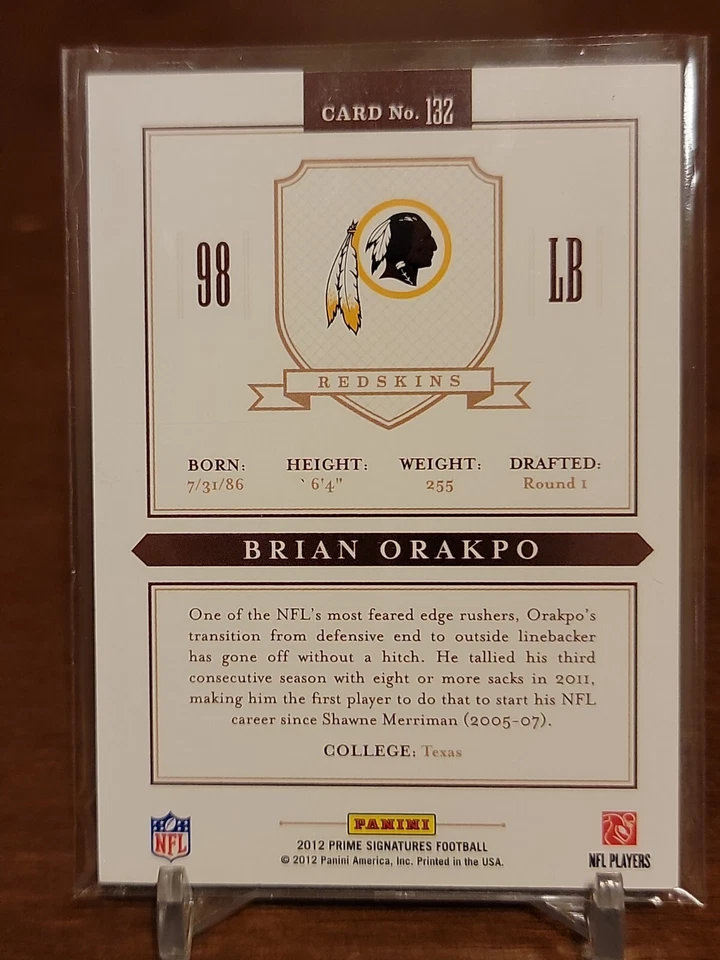 CARD No. 132
98
LB
REDSKINS
BORN: HEIGHT: WEIGHT: DRAFTED:
7/31/86 6'4" 255 Round 1
BRIAN ORAKPO
One of the NFL's most feared edge rushers, Orakpo's
transition from defensive end to outside linebacker
has gone off without a hitch. He tallied his third
consecutive season with eight or more sacks in 2011,
making him the first player to do that to start his NFL
career since Shawne Merriman (2005-07).
COLLEGE: Texas
NFL
PANINI
2012 PRIME SIGNATURES FOOTBALL
© 2012 Panini America, Inc. Printed in the USA.
NFL PLAYERS